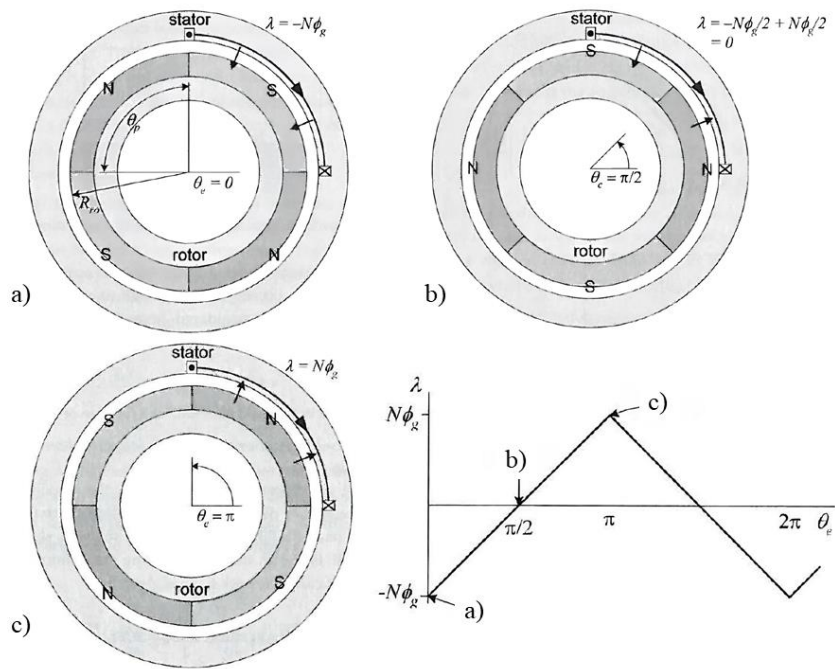 stator
λ = –Nϕg
N
S
θp
θe = 0
Rro
S
rotor
N
a)
stator
λ = –Nϕg/2 + Nϕg/2
= 0
S
N
N
θe = π/2
rotor
S
b)
stator
λ = Nϕg
S
N
θe = π
N
rotor
S
c)
λ
Nϕg
c)
b)
π/2
π
2π
θe
-Nϕg
a)